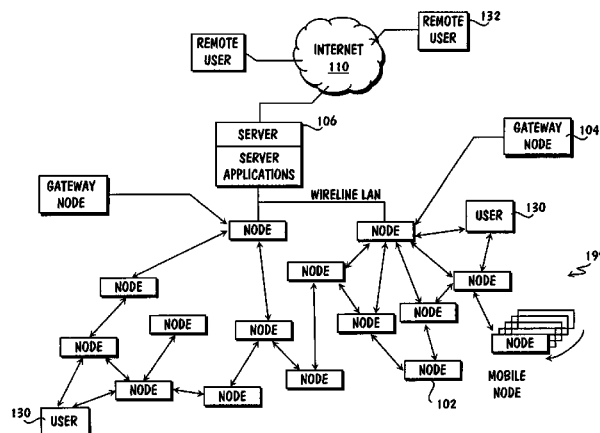 REMOTE
USER
132
REMOTE
USER
INTERNET
110
106
SERVER
SERVER
APPLICATIONS
GATEWAY
NODE
104
GATEWAY
NODE
WIRELINE LAN
USER
130
NODE
NODE
NODE
NODE
NODE
NODE
NODE
NODE
NODE
NODE
NODE
NODE
MOBILE
NODE
NODE
NODE
NODE
NODE
102
130
USER